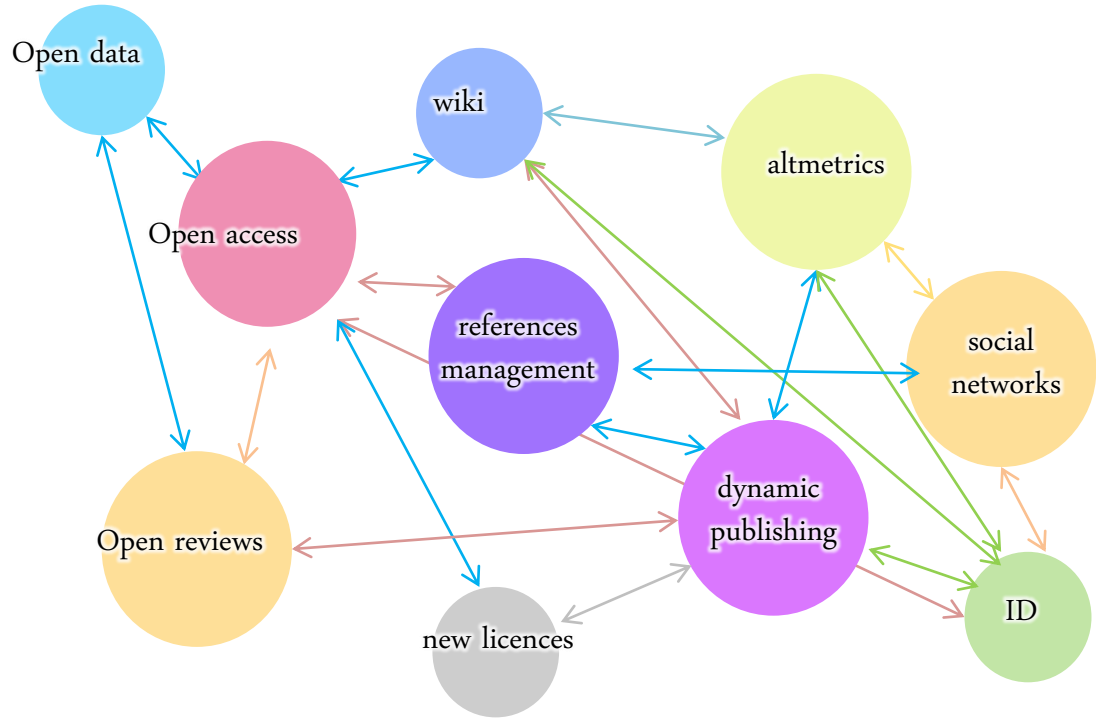 Open data
wiki
altmetrics
Open access
references
management
social
networks
dynamic
publishing
Open reviews
new licences
ID